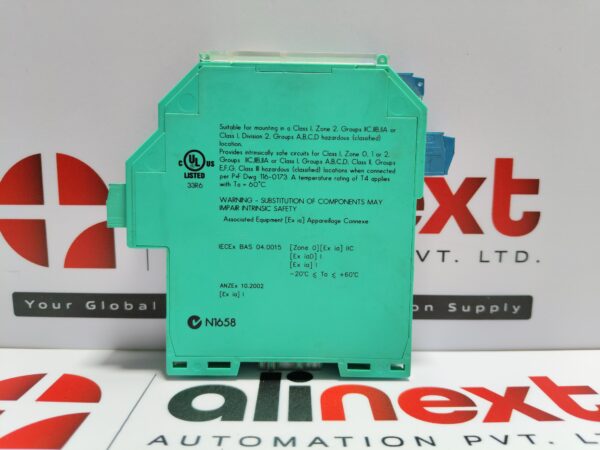 Suitable for mounting in a Class I, Zone 2, Groups IIC,IIB,IIA or
Class I, Division 2, Groups A,B,C,D hazardous (classified)
location.
Provides intrinsically safe circuits for Class I, Zone 0, 1 or 2,
Groups IIC,IIB,IIA or Class I, Groups A,B,C,D. Class II, Groups
E,F,G. Class III hazardous (classified) locations when connected
per P+F Dwg 116-0173. A temperature rating of T4 applies
with Ta = 60°C
C UL US
LISTED
33R6
WARNING - SUBSTITUTION OF COMPONENTS MAY
IMPAIR INTRINSIC SAFETY
Associated Equipment [Ex ia] Appareillage Connexe
IECEx BAS 04.0015 [Zone 0][Ex ia] IIC
[Ex iaD] I
[Ex ia] I
-20°C ≤ Ta ≤ +60°C
ANZEx 10.2002
[Ex ia] I
N1658
next
PVT. LTD.
Your Global
alinext
AUTOMATION PVT. LTD.